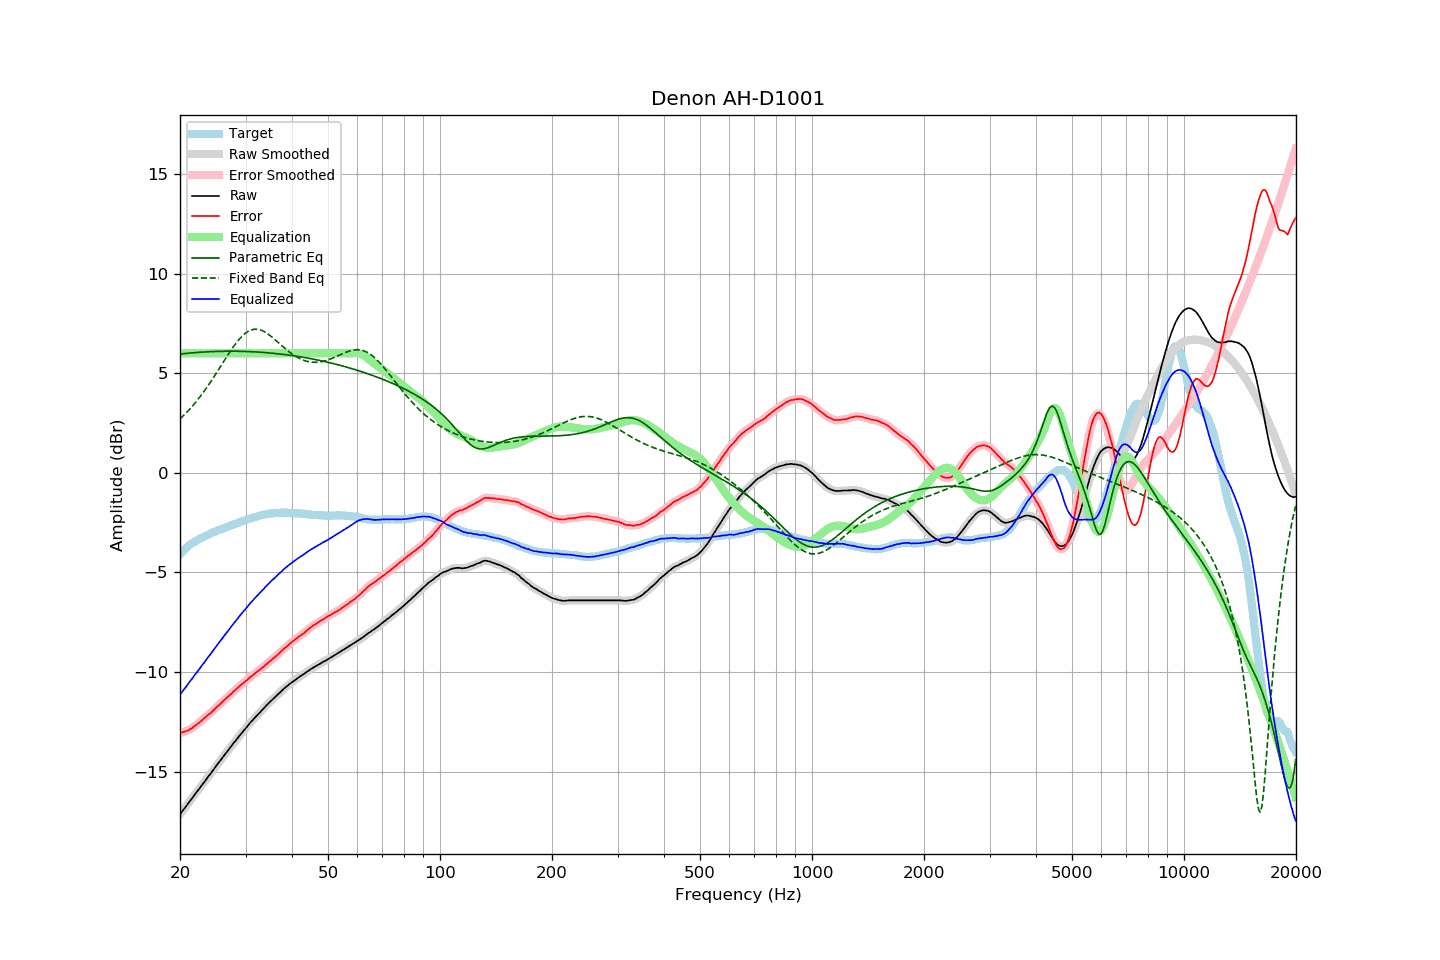 Denon AH-D1001
Target
Raw Smoothed
Error Smoothed
Raw
Error
Equalization
Parametric Eq
Fixed Band Eq
Equalized
15
10
5
0
−5
−10
−15
Amplitude (dBr)
20 50 100 200 500 1000 2000 5000 10000 20000
Frequency (Hz)